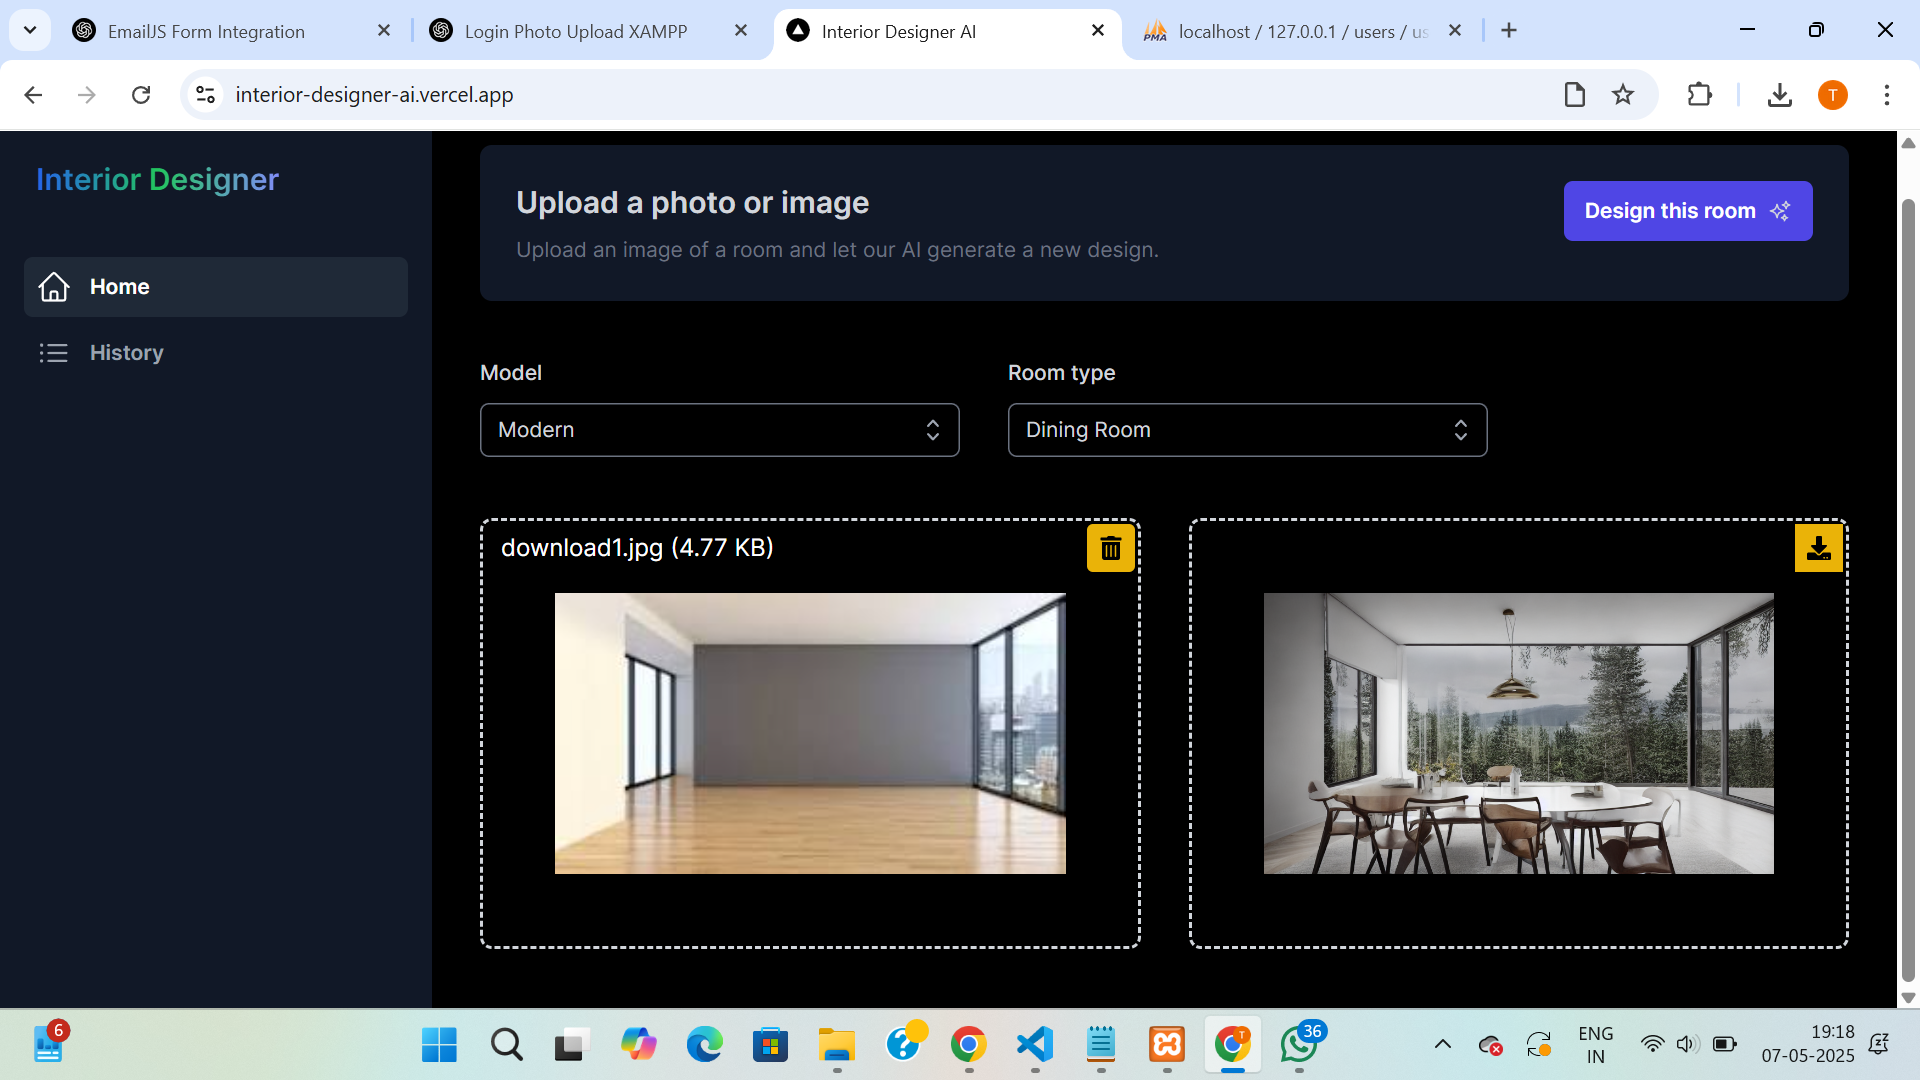 EmailJS Form Integration
Login Photo Upload XAMPP
Interior Designer AI
PMA
localhost / 127.0.0.1 / users / us
interior-designer-ai.vercel.app
T
Interior Designer
Home
History
Upload a photo or image
Upload an image of a room and let our AI generate a new design.
Design this room
Model
Room type
Modern
Dining Room
download1.jpg (4.77 KB)
6
T
36
ENG
IN
19:18
07-05-2025